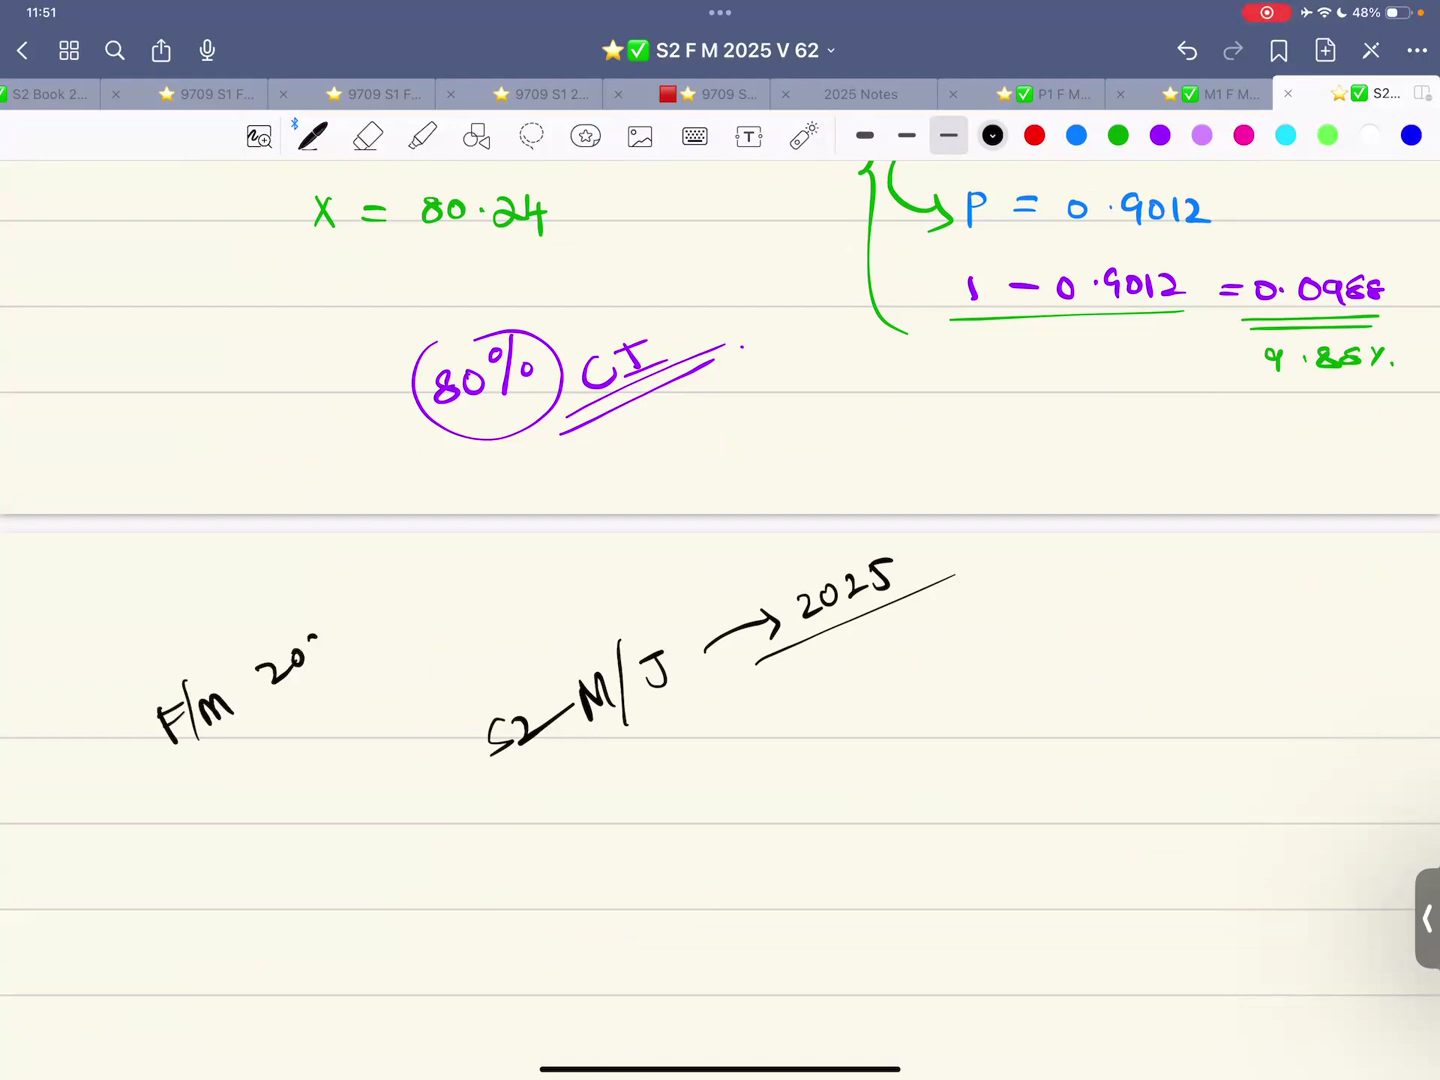 11:51
48%
S2 F M 2025 V 62
S2 Book 2...
9709 S1 F...
9709 S1 F...
9709 S1 2...
9709 S...
2025 Notes
P1 F M...
M1 F M...
S2...
X = 80.24
P = 0.9012
1 - 0.9012 = 0.0988
9.88%.
80% CI
F/M 20
S2 M/J → 2025